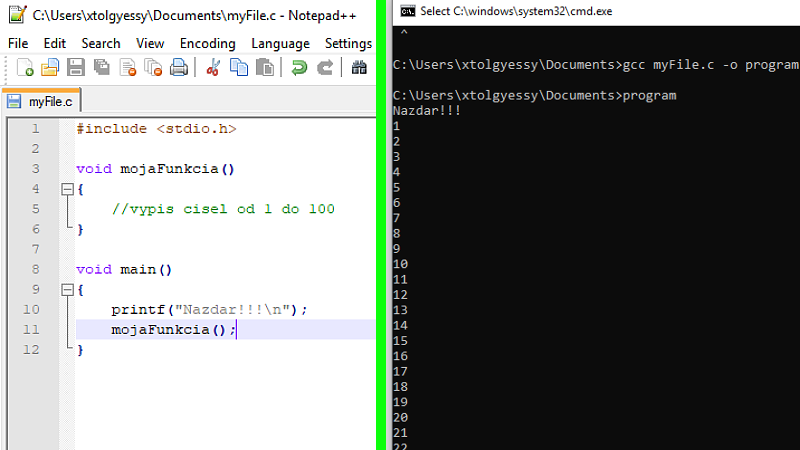 C:\Users\xtolgyessy\Documents\myFile.c - Notepad++
File Edit Search View Encoding Language Settings
myFile.c
1 #include <stdio.h>
2
3 void mojaFunkcia()
4 {
5 //vypis cisel od 1 do 100
6 }
7
8 void main()
9 {
10 printf("Nazdar!!!\n");
11 mojaFunkcia();
12 }
Select C:\windows\system32\cmd.exe
^
C:\Users\xtolgyessy\Documents>gcc myFile.c -o program
C:\Users\xtolgyessy\Documents>program
Nazdar!!!
1
2
3
4
5
6
7
8
9
10
11
12
13
14
15
16
17
18
19
20
21
22